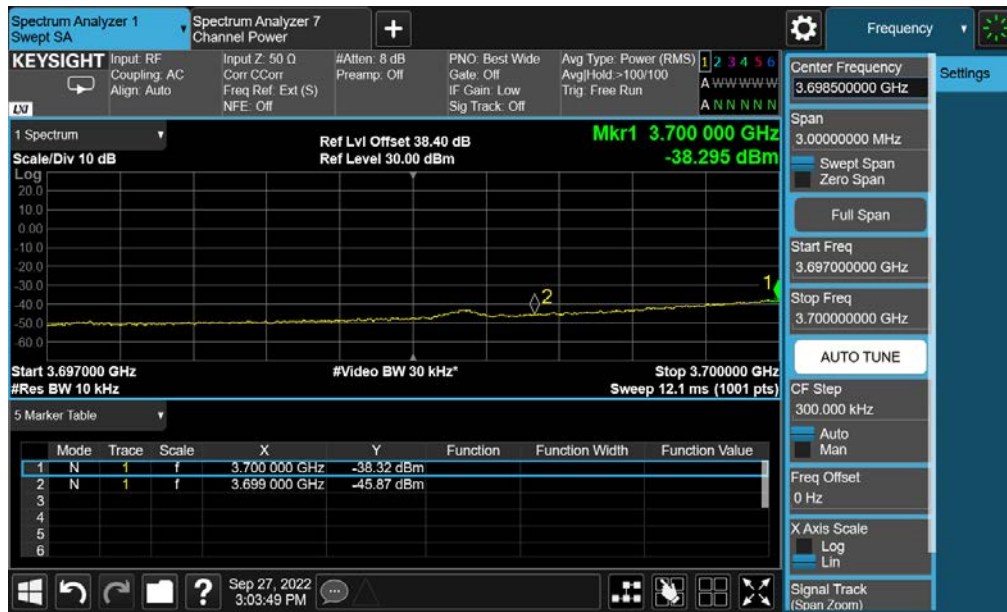 Spectrum Analyzer 1
Swept SA
Spectrum Analyzer 7
Channel Power
+
Frequency
KEYSIGHT
LXI
Input: RF
Coupling: AC
Align: Auto
Input Z: 50 Ω
Corr CCorr
Freq Ref: Ext (S)
NFE: Off
#Atten: 8 dB
Preamp: Off
PNO: Best Wide
Gate: Off
IF Gain: Low
Sig Track: Off
Avg Type: Power (RMS)
Avg|Hold:>100/100
Trig: Free Run
1 2 3 4 5 6
A W W W W W
A N N N N N
1 Spectrum
Scale/Div 10 dB
Ref Lvl Offset 38.40 dB
Ref Level 30.00 dBm
Mkr1 3.700 000 GHz
-38.295 dBm
Log
20.0
10.0
0.00
-10.0
-20.0
-30.0
-40.0
-50.0
-60.0
2
1
Start 3.697000 GHz
#Res BW 10 kHz
#Video BW 30 kHz*
Stop 3.700000 GHz
Sweep 12.1 ms (1001 pts)
5 Marker Table
Mode Trace Scale X Y Function Function Width Function Value
1 N 1 f 3.700 000 GHz -38.32 dBm
2 N 1 f 3.699 000 GHz -45.87 dBm
3
4
5
6
Center Frequency
3.698500000 GHz
Span
3.00000000 MHz
Swept Span
Zero Span
Full Span
Start Freq
3.697000000 GHz
Stop Freq
3.700000000 GHz
AUTO TUNE
CF Step
300.000 kHz
Auto
Man
Freq Offset
0 Hz
X Axis Scale
Log
Lin
Signal Track
(Span Zoom)
Settings
?
Sep 27, 2022
3:03:49 PM